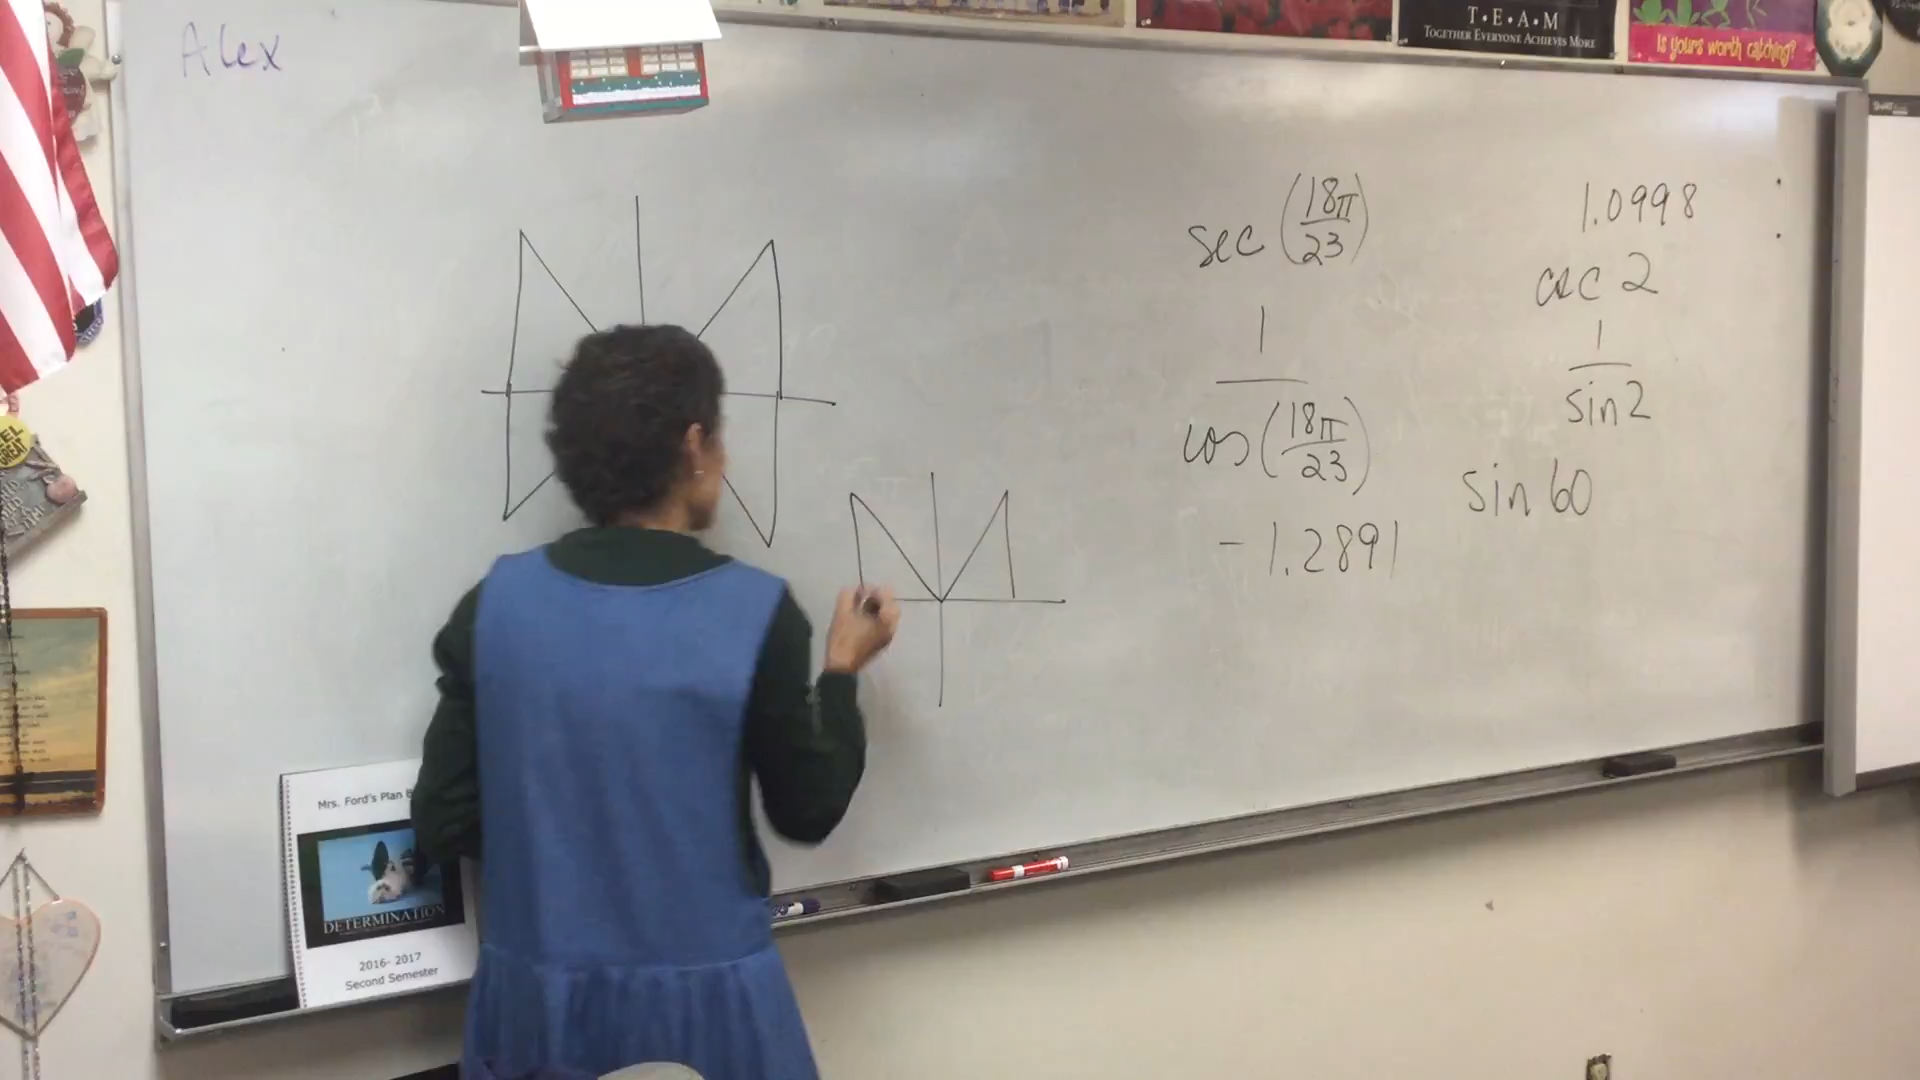 Alex
T·E·A·M
TOGETHER EVERYONE ACHIEVES MORE
Is yours worth catching?
sec (18π/23)
1
cos (18π/23)
-1.2891
1.0998
csc 2
1
sin 2
sin 60
Mrs. Ford's Plan
DETERMINATION
2016- 2017
Second Semester
GREAT